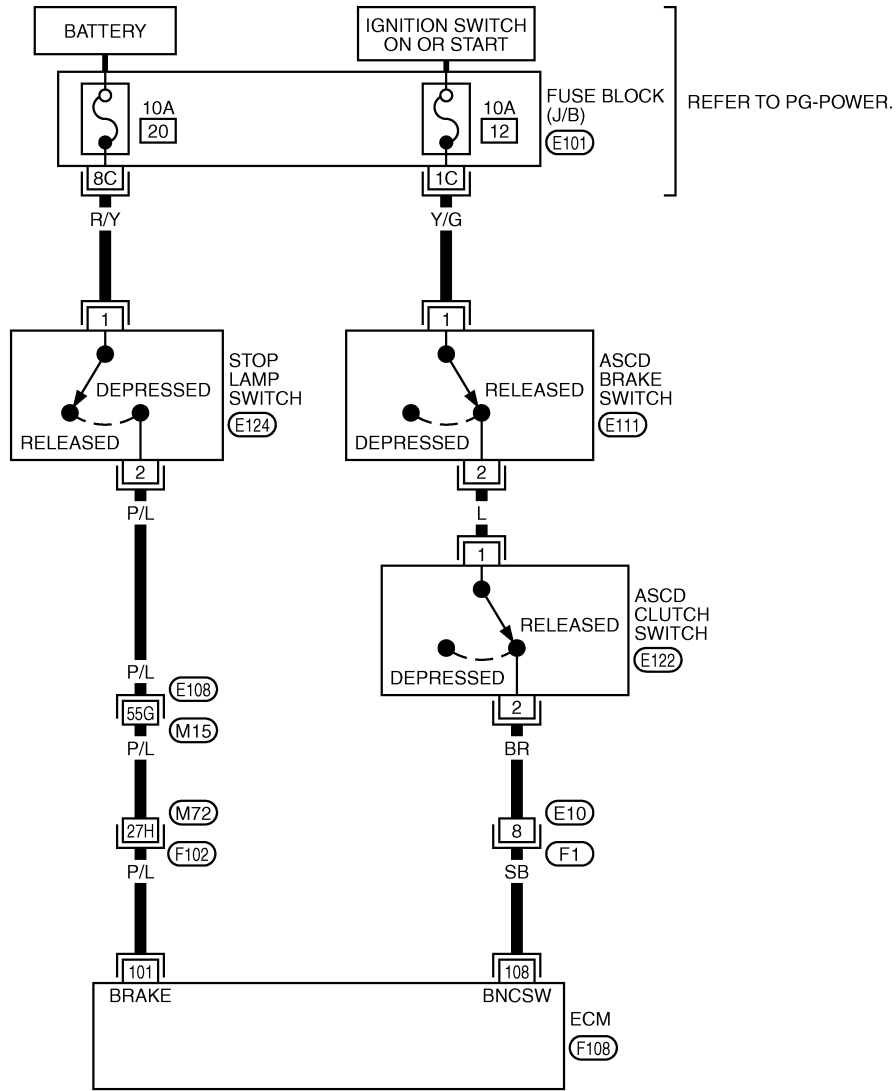 BATTERY
IGNITION SWITCH
ON OR START
10A
20
10A
12
FUSE BLOCK
(J/B)
E101
REFER TO PG-POWER.
8C
1C
R/Y
Y/G
1
1
DEPRESSED
RELEASED
STOP
LAMP
SWITCH
E124
RELEASED
DEPRESSED
ASCD
BRAKE
SWITCH
E111
2
2
P/L
L
1
RELEASED
DEPRESSED
ASCD
CLUTCH
SWITCH
E122
P/L
E108
55G
M15
2
P/L
BR
M72
27H
F102
E10
8
F1
P/L
SB
101
108
BRAKE
BNCSW
ECM
F108